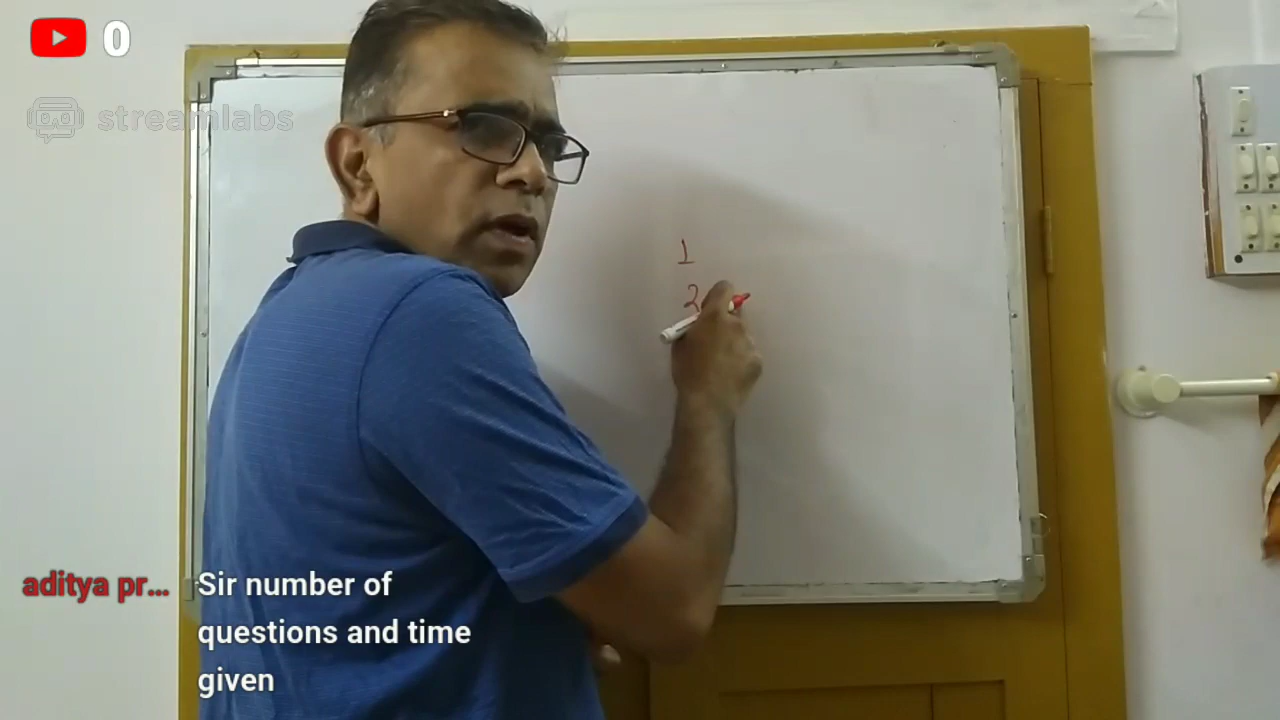 0
streamlabs
1
2
aditya pr... Sir number of
questions and time
given